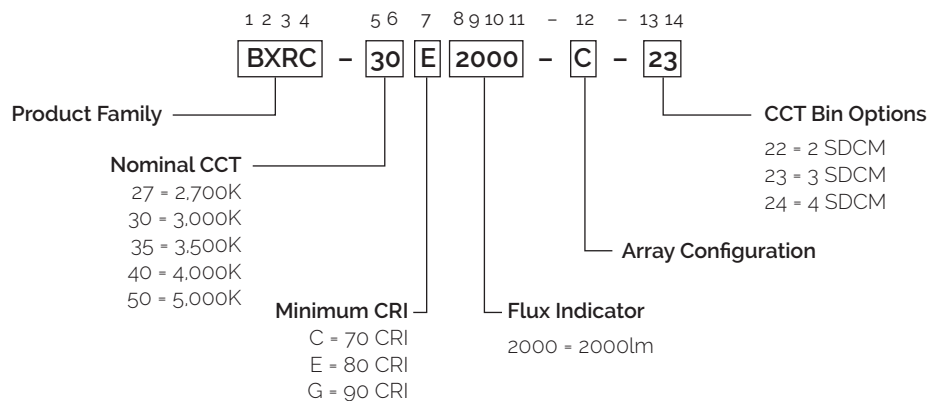 1 2 3 4 5 6 7 8 9 10 11 – 12 – 13 14
BXRC – 30 E 2000 – C – 23
Product Family
CCT Bin Options
22 = 2 SDCM
23 = 3 SDCM
24 = 4 SDCM
Nominal CCT
27 = 2,700K
30 = 3,000K
35 = 3,500K
40 = 4,000K
50 = 5,000K
Array Configuration
Minimum CRI
C = 70 CRI
E = 80 CRI
G = 90 CRI
Flux Indicator
2000 = 2000lm